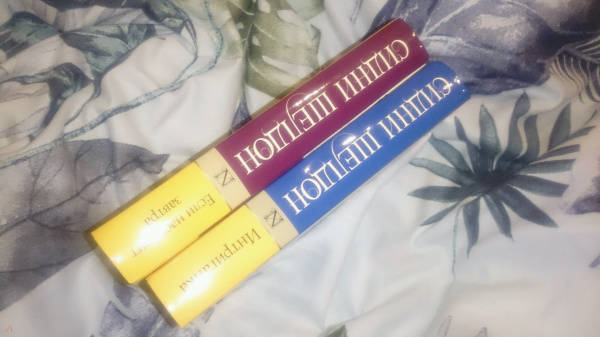 СИДНИ ШЕЛДОН
Если
завтра
СИДНИ ШЕЛДОН
Интриганка